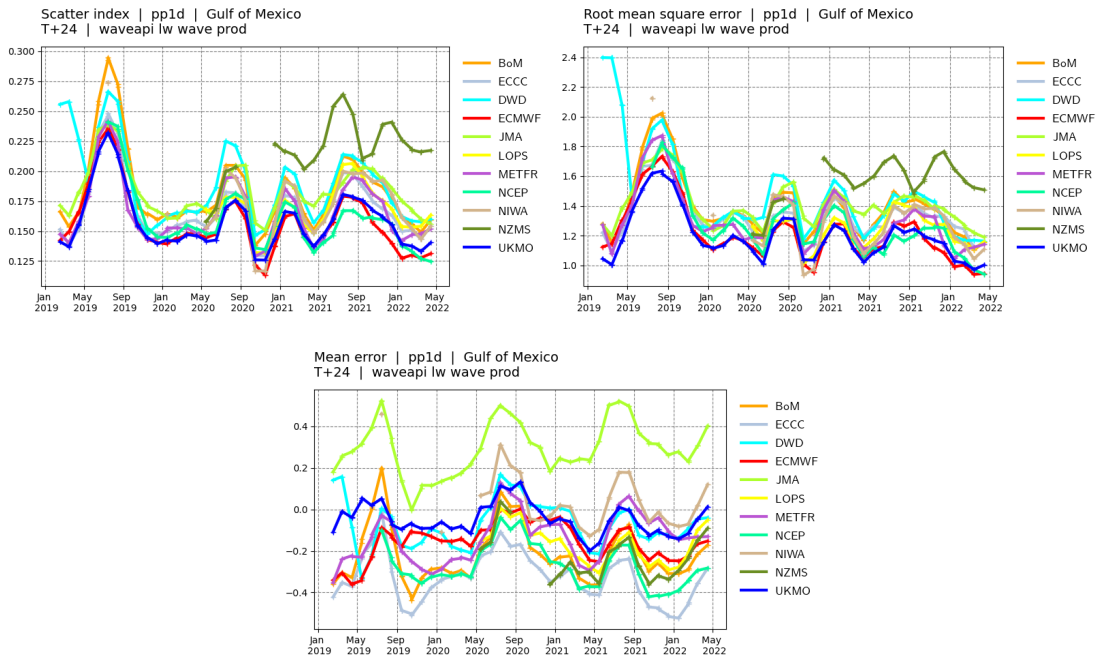 Scatter index | pp1d | Gulf of Mexico
T+24 | waveapi lw wave prod
0.300
0.275
0.250
0.225
0.200
0.175
0.150
0.125
Jan 2019
May 2019
Sep 2019
Jan 2020
May 2020
Sep 2020
Jan 2021
May 2021
Sep 2021
Jan 2022
May 2022
BoM
ECCC
DWD
ECMWF
JMA
LOPS
METFR
NCEP
NIWA
NZMS
UKMO
Root mean square error | pp1d | Gulf of Mexico
T+24 | waveapi lw wave prod
2.4
2.2
2.0
1.8
1.6
1.4
1.2
1.0
Jan 2019
May 2019
Sep 2019
Jan 2020
May 2020
Sep 2020
Jan 2021
May 2021
Sep 2021
Jan 2022
May 2022
BoM
ECCC
DWD
ECMWF
JMA
LOPS
METFR
NCEP
NIWA
NZMS
UKMO
Mean error | pp1d | Gulf of Mexico
T+24 | waveapi lw wave prod
0.4
0.2
0.0
−0.2
−0.4
Jan 2019
May 2019
Sep 2019
Jan 2020
May 2020
Sep 2020
Jan 2021
May 2021
Sep 2021
Jan 2022
May 2022
BoM
ECCC
DWD
ECMWF
JMA
LOPS
METFR
NCEP
NIWA
NZMS
UKMO